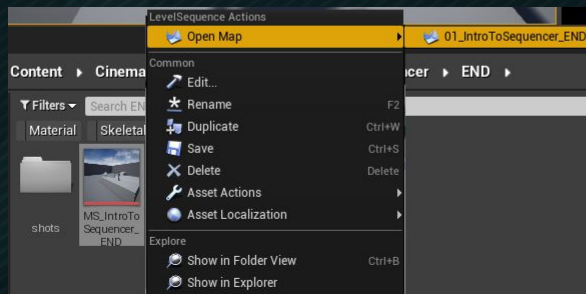 LevelSequence Actions
Open Map
01_IntroToSequencer_END
Common
Content Cinema
cer END
Edit...
Filters
Search EN
Rename F2
Material Skeletal
Duplicate Ctrl+W
Save Ctrl+S
Delete Delete
Asset Actions
Asset Localization
shots
MS_IntroTo
Sequencer_
END
Explore
Show in Folder View Ctrl+B
Show in Explorer